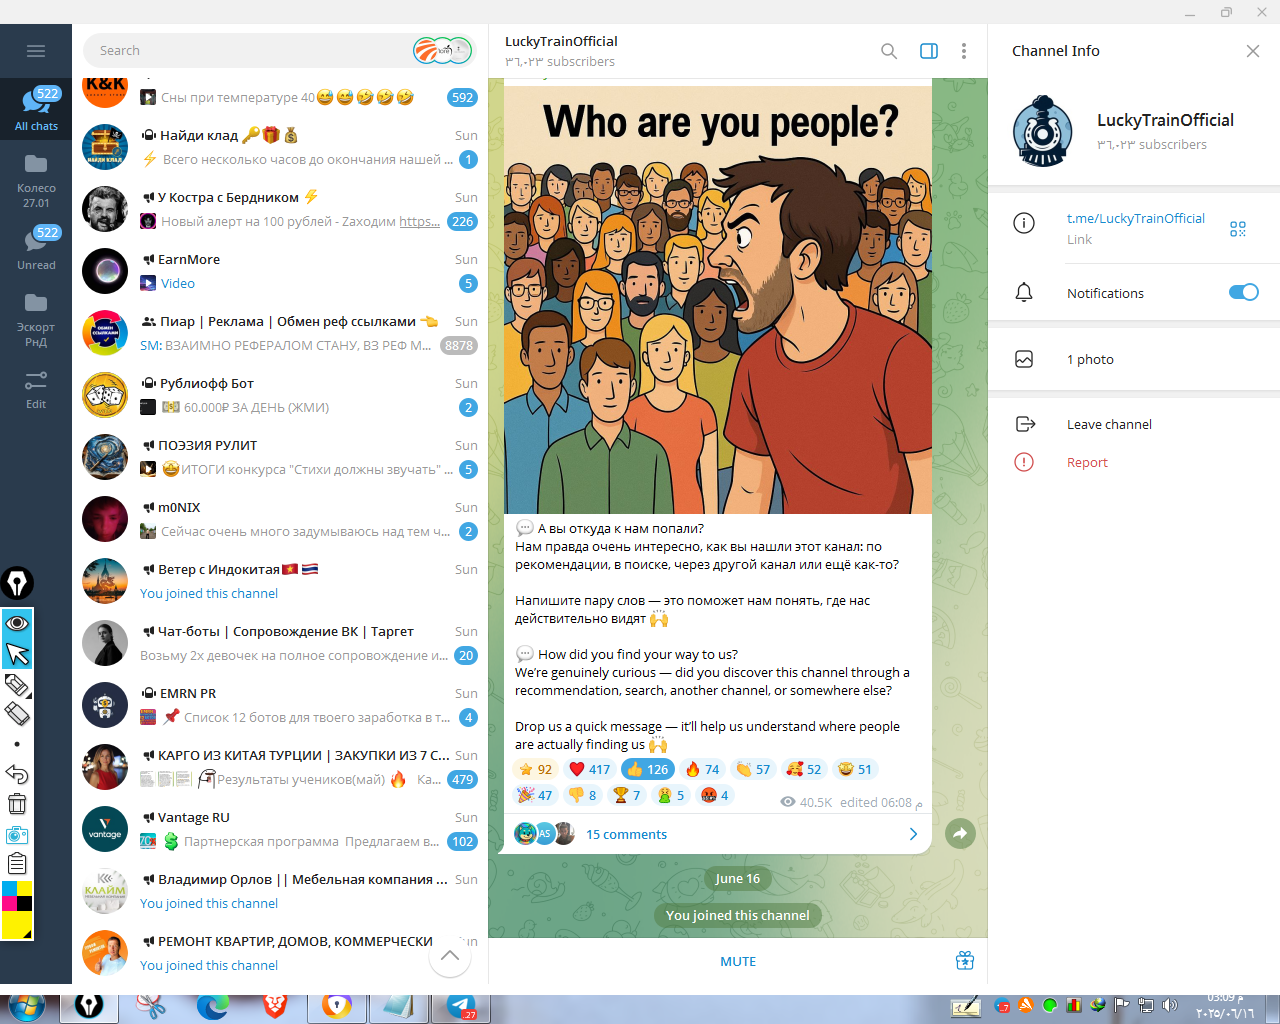 Search
522
All chats
Колесо
27.01
522
Unread
Эскорт
РнД
Edit
K&K
Сны при температуре 40😅😅🤣🤣🤣
592
Найди клад 🔑🎁💰
Sun
НАЙДИ КЛАД
⚡ Всего несколько часов до окончания нашей ...
1
У Костра с Бердником ⚡
Sun
Новый алерт на 100 рублей - Заходим https...
226
EarnMore
Sun
Video
5
Пиар | Реклама | Обмен реф ссылками 👈
Sun
ОБМЕН
ССЫЛКАМИ
SM: ВЗАИМНО РЕФЕРАЛОМ СТАНУ, ВЗ РЕФ М...
8878
Рублиофф Бот
Sun
💵 60.000₽ ЗА ДЕНЬ (ЖМИ)
2
ПОЭЗИЯ РУЛИТ
Sun
🤩ИТОГИ конкурса "Стихи должны звучать" ...
5
m0NIX
Sun
Сейчас очень много задумываюсь над тем ч...
2
Ветер с Индокитая🇻🇳🇹🇭
Sun
You joined this channel
Чат-боты | Сопровождение ВК | Таргет
Sun
Возьму 2х девочек на полное сопровождение и...
20
EMRN PR
Sun
📌 Список 12 ботов для твоего заработка в т...
4
КАРГО ИЗ КИТАЯ ТУРЦИИ | ЗАКУПКИ ИЗ 7 С...
Sun
Результаты учеников(май) 🔥 Ка...
479
Vantage RU
Sun
vantage
💲 Партнерская программа Предлагаем в...
102
Владимир Орлов || Мебельная компания ...
Sun
КЛАЙМ
You joined this channel
РЕМОНТ КВАРТИР, ДОМОВ, КОММЕРЧЕСКИ
You joined this channel
LuckyTrainOfficial
٣٦,٠٢٣ subscribers
Who are you people?
💬 А вы откуда к нам попали?
Нам правда очень интересно, как вы нашли этот канал: по
рекомендации, в поиске, через другой канал или ещё как-то?
Напишите пару слов — это поможет нам понять, где нас
действительно видят 🙌
💬 How did you find your way to us?
We're genuinely curious — did you discover this channel through a
recommendation, search, another channel, or somewhere else?
Drop us a quick message — it'll help us understand where people
are actually finding us 🙌
⭐ 92 ❤ 417 👍 126 🔥 74 👏 57 🥰 52 🤩 51
🎉 47 👎 8 🏆 7 🤮 5 🤬 4
40.5K edited 06:08 م
AS
15 comments
June 16
You joined this channel
MUTE
Channel Info
LuckyTrainOfficial
٣٦,٠٢٣ subscribers
t.me/LuckyTrainOfficial
Link
Notifications
1 photo
Leave channel
Report
.27
03:09 م
٢٠٢٥/٠٦/١٦